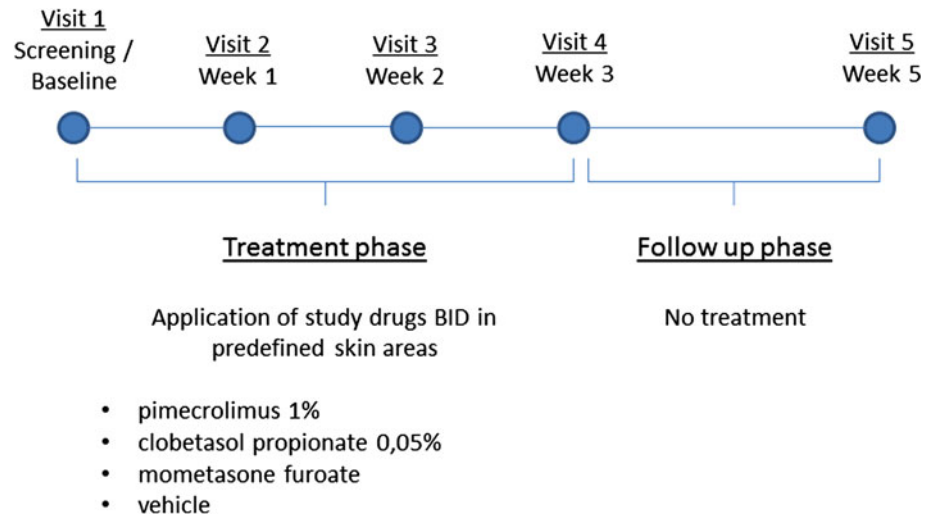 Visit 1
Screening /
Baseline
Visit 2
Week 1
Visit 3
Week 2
Visit 4
Week 3
Visit 5
Week 5
Treatment phase
Application of study drugs BID in
predefined skin areas
• pimecrolimus 1%
• clobetasol propionate 0,05%
• mometasone furoate
• vehicle
Follow up phase
No treatment